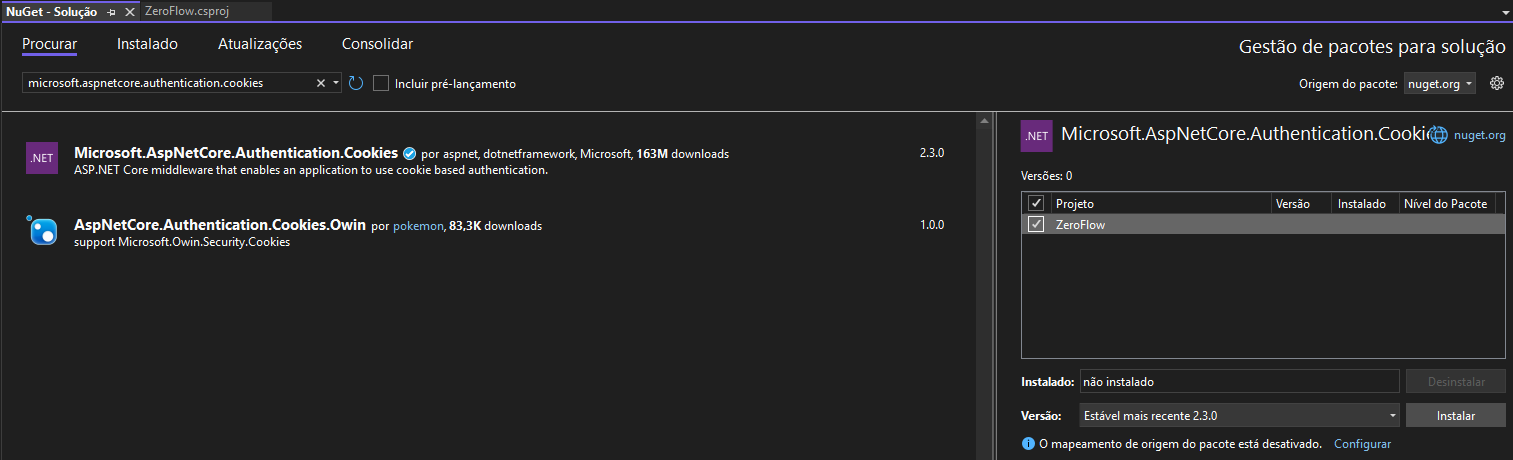 NuGet - Solução
ZeroFlow.csproj
Procurar Instalado Atualizações Consolidar
Gestão de pacotes para solução
microsoft.aspnetcore.authentication.cookies
Incluir pré-lançamento
Origem do pacote: nuget.org
.NET
Microsoft.AspNetCore.Authentication.Cookies por aspnet, dotnetframework, Microsoft, 163M downloads
2.3.0
ASP.NET Core middleware that enables an application to use cookie based authentication.
AspNetCore.Authentication.Cookies.Owin por pokemon, 83,3K downloads
1.0.0
support Microsoft.Owin.Security.Cookies
.NET
Microsoft.AspNetCore.Authentication.Cookie
nuget.org
Versões: 0
Projeto Versão Instalado Nível do Pacote
ZeroFlow
Instalado: não instalado Desinstalar
Versão: Estável mais recente 2.3.0 Instalar
O mapeamento de origem do pacote está desativado. Configurar